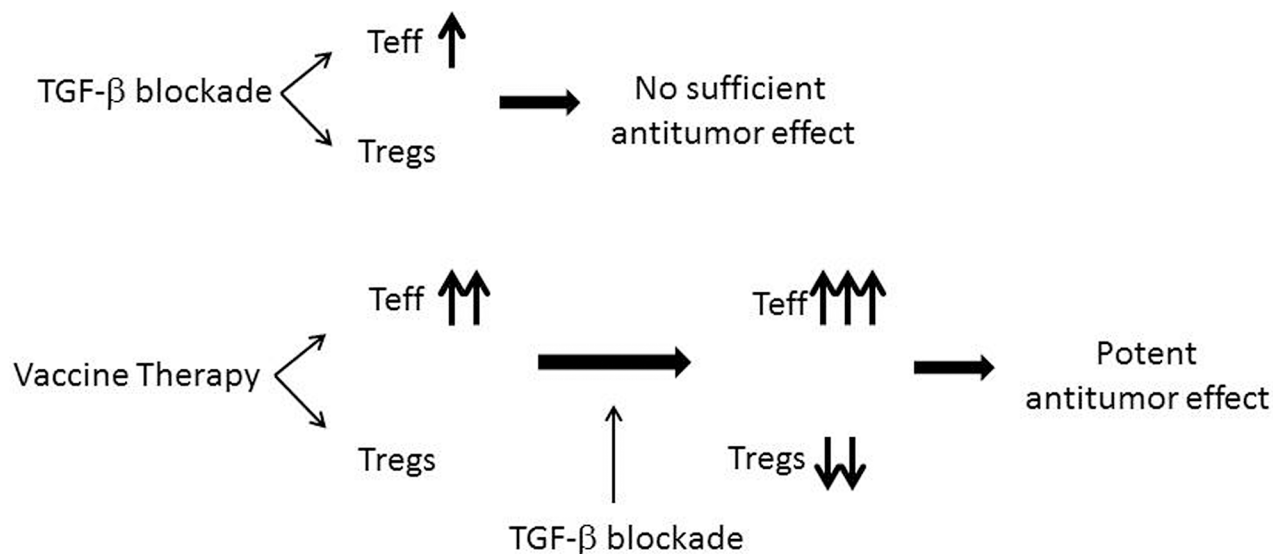 Teff
TGF-β blockade
Tregs
No sufficient
antitumor effect
Teff
Vaccine Therapy
Tregs
TGF-β blockade
Teff
Tregs
Potent
antitumor effect